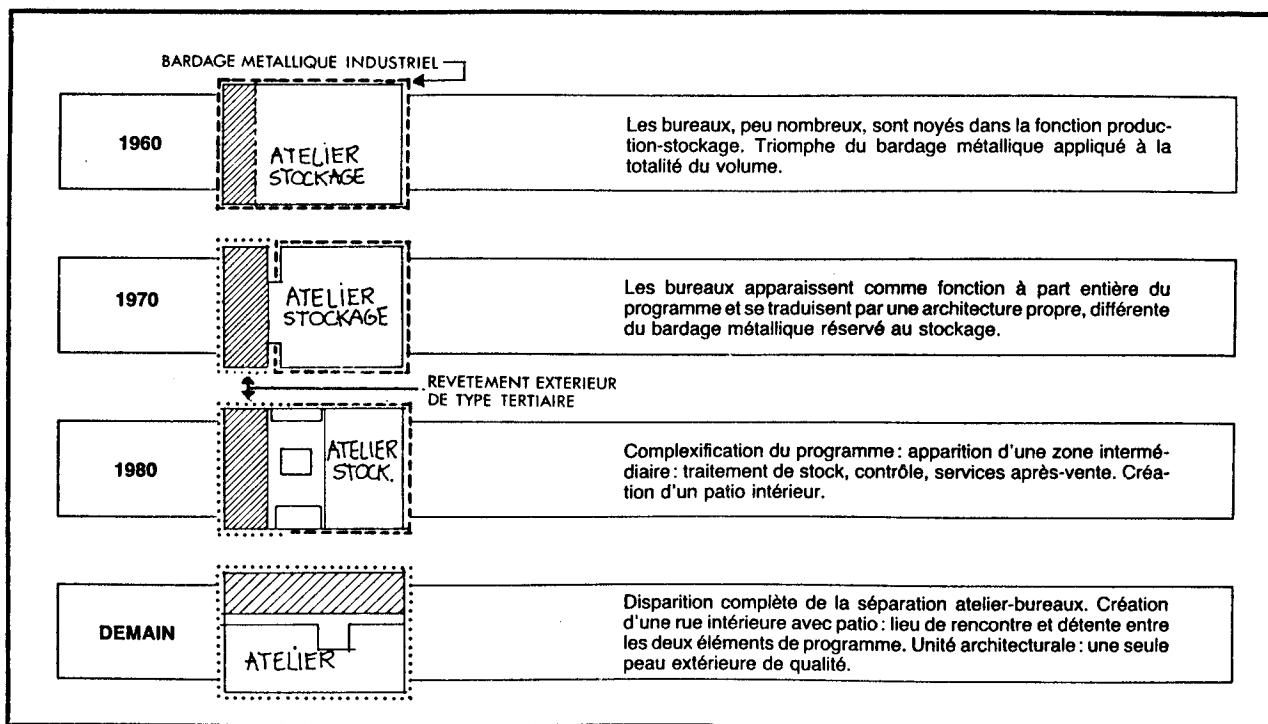 BARDAGE METALLIQUE INDUSTRIEL
1960
ATELIER
STOCKAGE
Les bureaux, peu nombreux, sont noyés dans la fonction produc-
tion-stockage. Triomphe du bardage métallique appliqué à la
totalité du volume.
1970
ATELIER
STOCKAGE
Les bureaux apparaissent comme fonction à part entière du
programme et se traduisent par une architecture propre, différente
du bardage métallique réservé au stockage.
REVETEMENT EXTERIEUR
DE TYPE TERTIAIRE
1980
ATELIER
STOCK.
Complexification du programme : apparition d'une zone intermé-
diaire : traitement de stock, contrôle, services après-vente. Créa-
tion d'un patio intérieur.
DEMAIN
ATELIER
Disparition complète de la séparation atelier-bureaux. Création
d'une rue intérieure avec patio : lieu de rencontre et détente entre
les deux éléments de programme. Unité architecturale : une seule
peau extérieure de qualité.